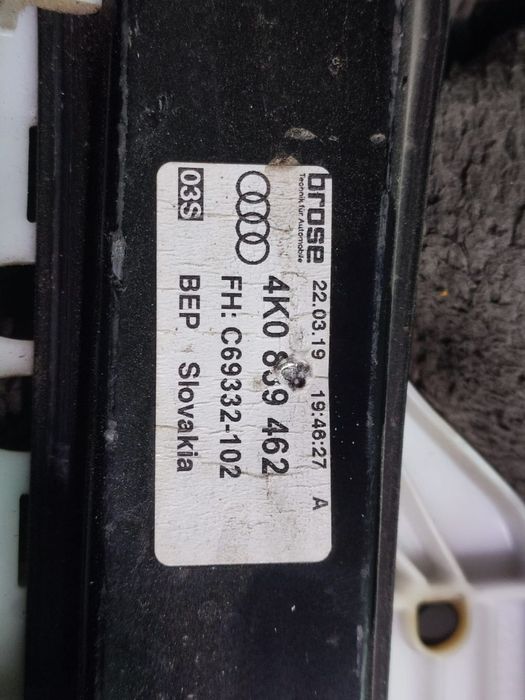 brose 22.03.19 19:46:27 A
Technik für Automobile
4K0 839 462
FH: C69332-102
03S BEP Slovakia